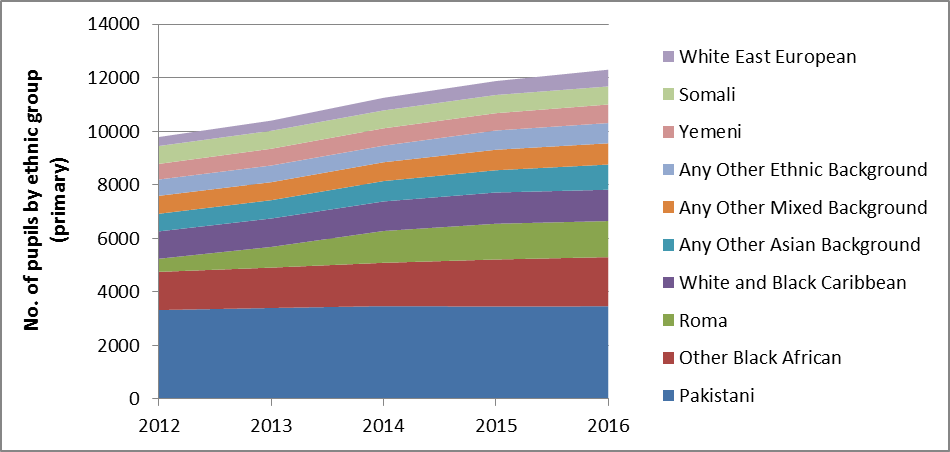 14000
12000
10000
8000
6000
4000
2000
0
No. of pupils by ethnic group
(primary)
2012 2013 2014 2015 2016
White East European
Somali
Yemeni
Any Other Ethnic Background
Any Other Mixed Background
Any Other Asian Background
White and Black Caribbean
Roma
Other Black African
Pakistani